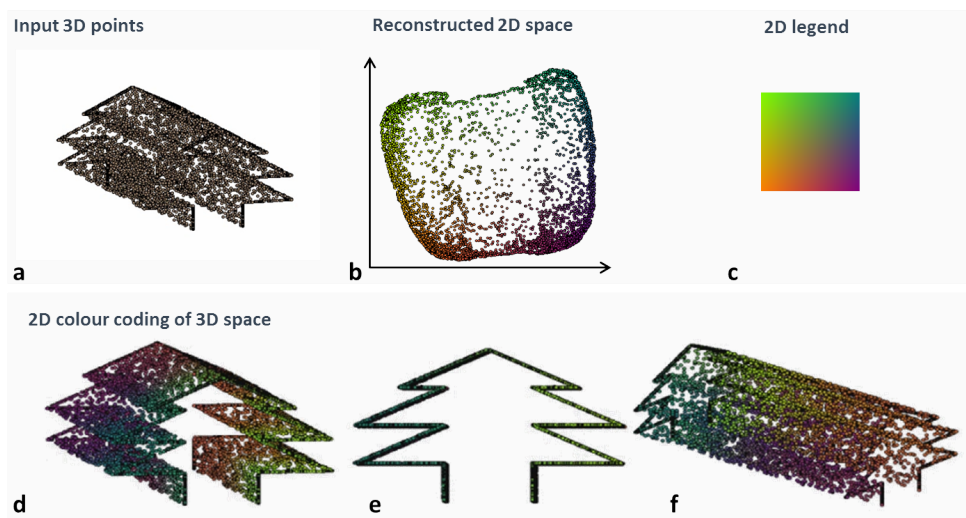 Input 3D points
Reconstructed 2D space
2D legend
a
b
c
2D colour coding of 3D space
d
e
f